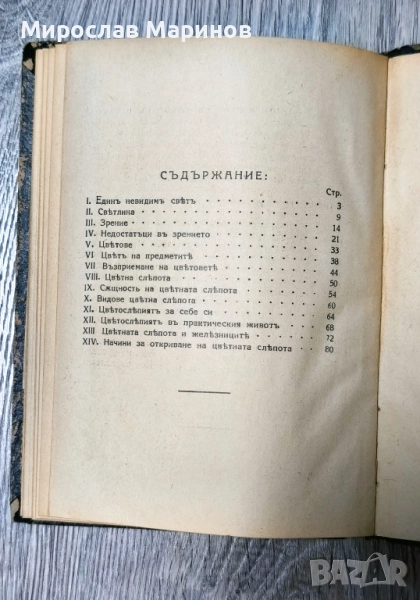 Мирослав Маринов
СЪДЪРЖАНИЕ:
Стр.
I. Единъ невидимъ свѣтъ 3
II. Свѣтлина 9
III. Зрение 14
IV. Недостатъци въ зрението 21
V. Цвѣтове 33
VI Цвѣтъ на предметитѣ 38
VII Възприемане на цвѣтоветѣ 44
VIII. Цвѣтна слѣпота 50
IX. Сѫщность на цвѣтната слѣпота 54
X. Видове цвѣтна слѣпота 60
XI. Цвѣтослѣпиятъ за себе си 64
XII. Цвѣтослѣпиятъ въ практическия животъ 68
XIII Цвѣтната слѣпота и желѣзницитѣ 72
XIV. Начини за откриване на цвѣтната слѣпота 80
BAZAR